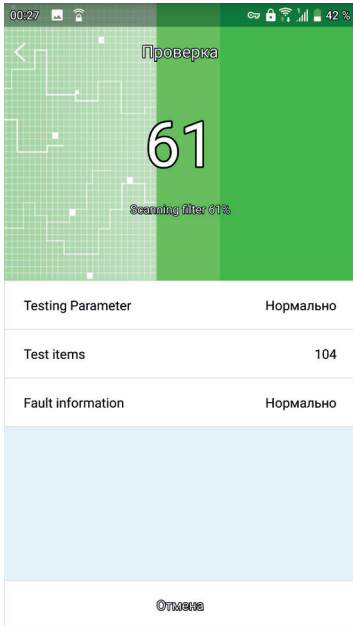 00:27 42 %
Проверка
61
Scanning filter 61%
Testing Parameter Нормально
Test items 104
Fault information Нормально
Отмена